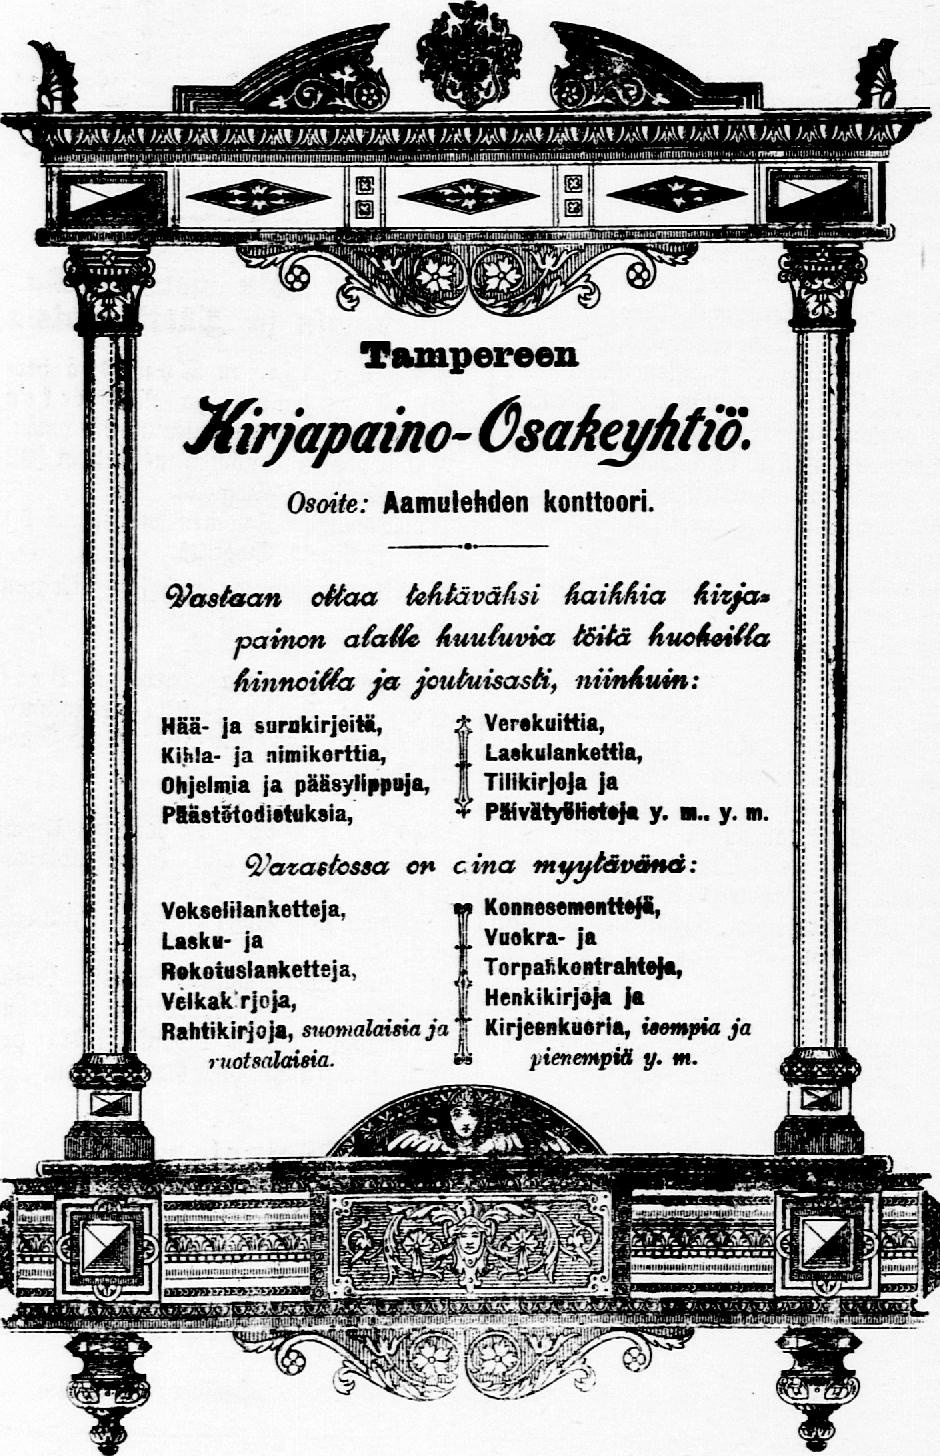 Tampereen
Kirjapaino-Osakeyhtiö.
Osoite: Aamulehden konttoori.
Vastaan ottaa tehtäväksi kaikkia kirja-
painon alalle kuuluvia töitä huokeilla
hinnoilla ja joutuisasti, niinkuin:
Hää- ja surukirjeitä,
Kihla- ja nimikorttia,
Ohjelmia ja pääsylippuja,
Päästötodistuksia,
Verokuittia,
Laskulankettia,
Tilikirjoja ja
Päivätyölistoja y. m.. y. m.
Varastossa on aina myytävänä:
Vekselilanketteja,
Lasku- ja
Rokotuslanketteja,
Velkakirjoja,
Rahtikirjoja, suomalaisia ja
ruotsalaisia.
Konnesementtejä,
Vuokra- ja
Torpankontrahteja,
Henkikirjoja ja
Kirjeenkuoria, isompia ja
pienempiä y. m.